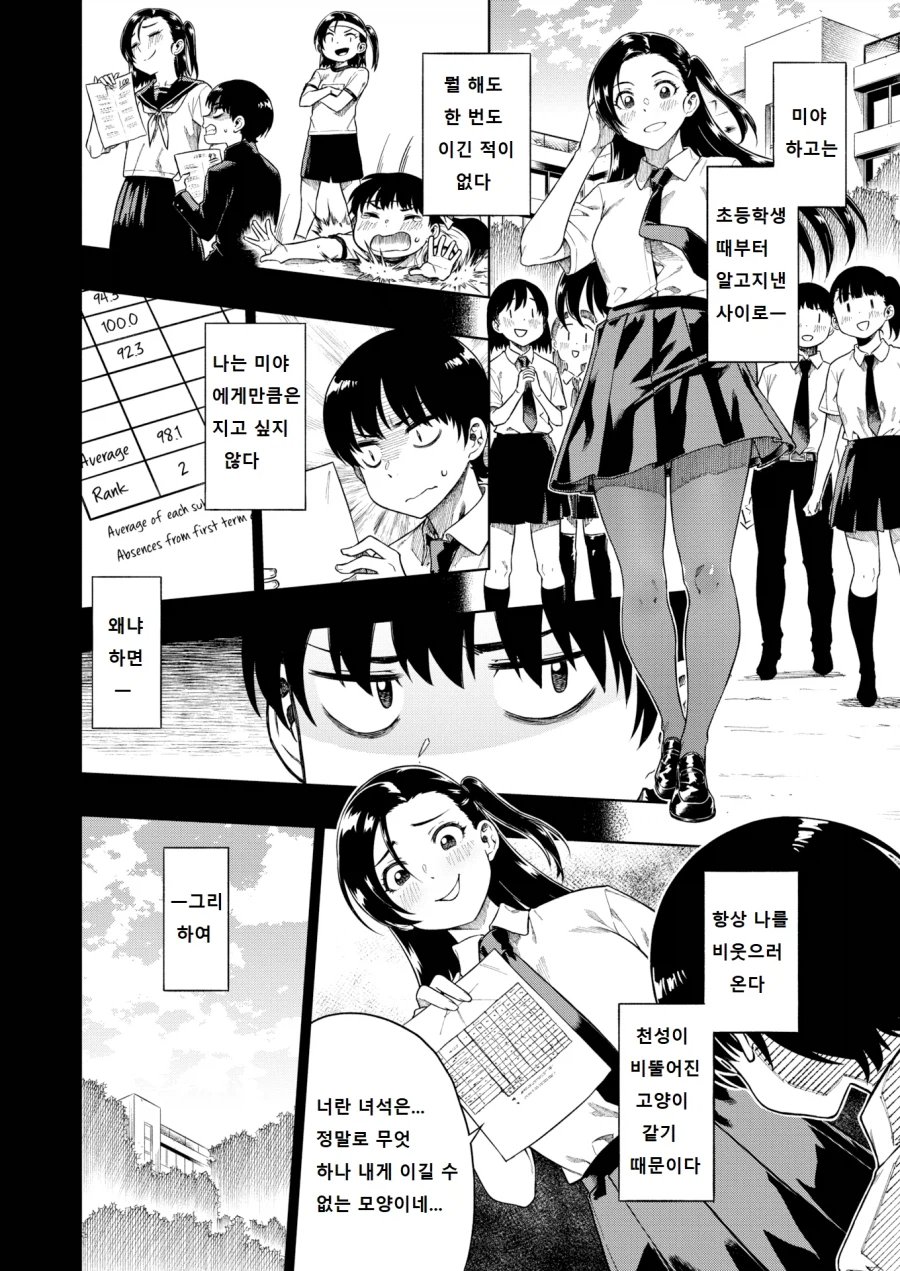 미야
하고는
초등학생
때부터
알고지낸
사이로ー
뭘 해도
한 번도
이긴 적이
없다
94.3
100.0
92.3
Average 98.1
Rank 2
Average of each su
Absences from first term
나는 미야
에게만큼은
지고 싶지
않다
왜냐
하면
ー
항상 나를
비웃으러
온다
천성이
비뚤어진
고양이
같기
때문이다
너란 녀석은...
정말로 무엇
하나 내게 이길 수
없는 모양이네...
ー그리
하여